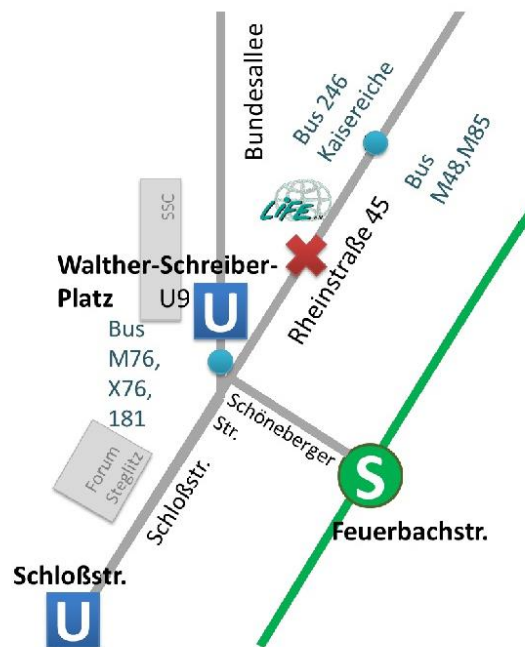 Bundesallee
Bus 246
Kaisereiche
Bus
M48,M85
SSC
LiFE e.V.
Rheinstraße 45
Walther-Schreiber-
Platz U9
U
Bus
M76,
X76,
181
Schöneberger
Str.
Forum
Steglitz
Schloßstr.
S
Feuerbachstr.
Schloßstr.
U